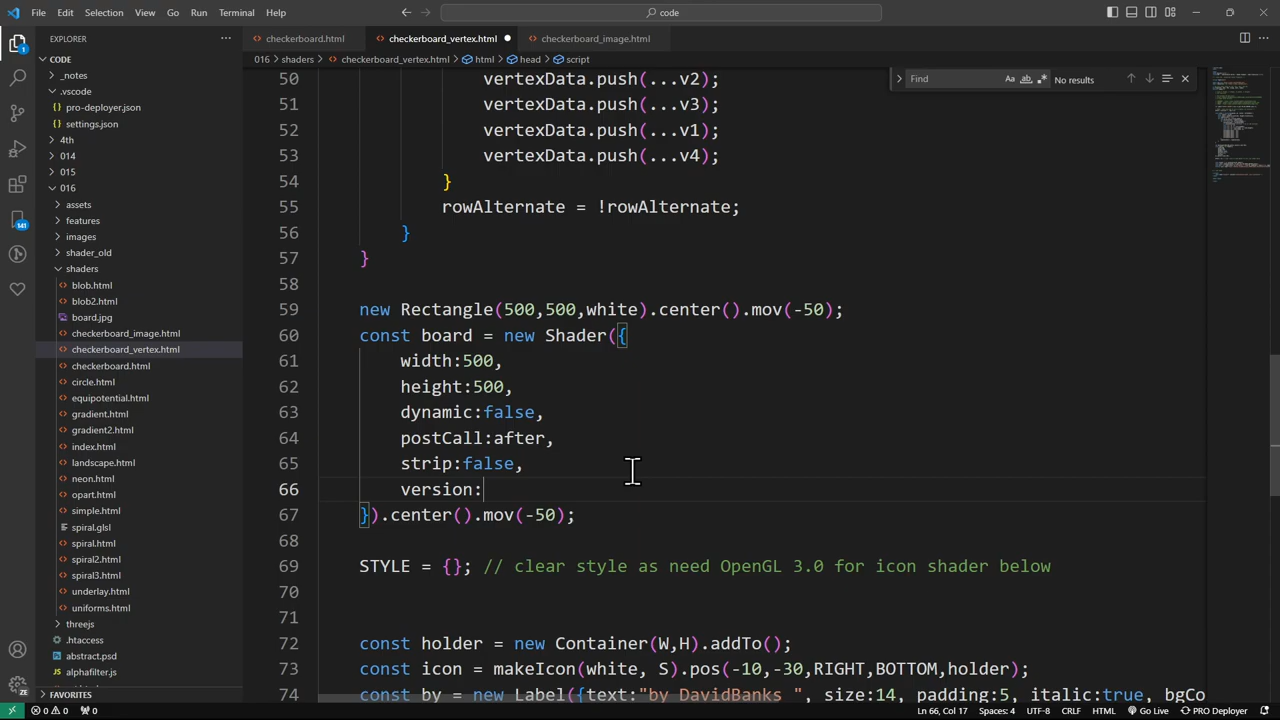 File Edit Selection View Go Run Terminal Help
code
EXPLORER
checkerboard.html
checkerboard_vertex.html
checkerboard_image.html
016 > shaders > checkerboard_vertex.html > html > head > script
CODE
_notes
.vscode
pro-deployer.json
settings.json
4th
014
015
016
assets
features
images
shader_old
shaders
blob.html
blob2.html
board.jpg
checkerboard_image.html
checkerboard_vertex.html
checkerboard.html
circle.html
equipotential.html
gradient.html
gradient2.html
index.html
landscape.html
neon.html
opart.html
simple.html
spiral.glsl
spiral.html
spiral2.html
spiral3.html
underlay.html
uniforms.html
threejs
.htaccess
abstract.psd
alphafilter.js
FAVORITES
1
141
ZE
Find
Aa ab .*
No results
50 vertexData.push(...v2);
51 vertexData.push(...v3);
52 vertexData.push(...v1);
53 vertexData.push(...v4);
54 }
55 rowAlternate = !rowAlternate;
56 }
57 }
58
59 new Rectangle(500,500,white).center().mov(-50);
60 const board = new Shader({
61 width:500,
62 height:500,
63 dynamic:false,
64 postCall:after,
65 strip:false,
66 version:
67 }).center().mov(-50);
68
69 STYLE = {}; // clear style as need OpenGL 3.0 for icon shader below
70
71
72 const holder = new Container(W,H).addTo();
73 const icon = makeIcon(white, S).pos(-10,-30,RIGHT,BOTTOM,holder);
74 const by = new Label({text:"by DavidBanks ", size:14, padding:5, italic:true, bgCo
0 0 0 Ln 66, Col 17 Spaces: 4 UTF-8 CRLF HTML Go Live PRO Deployer